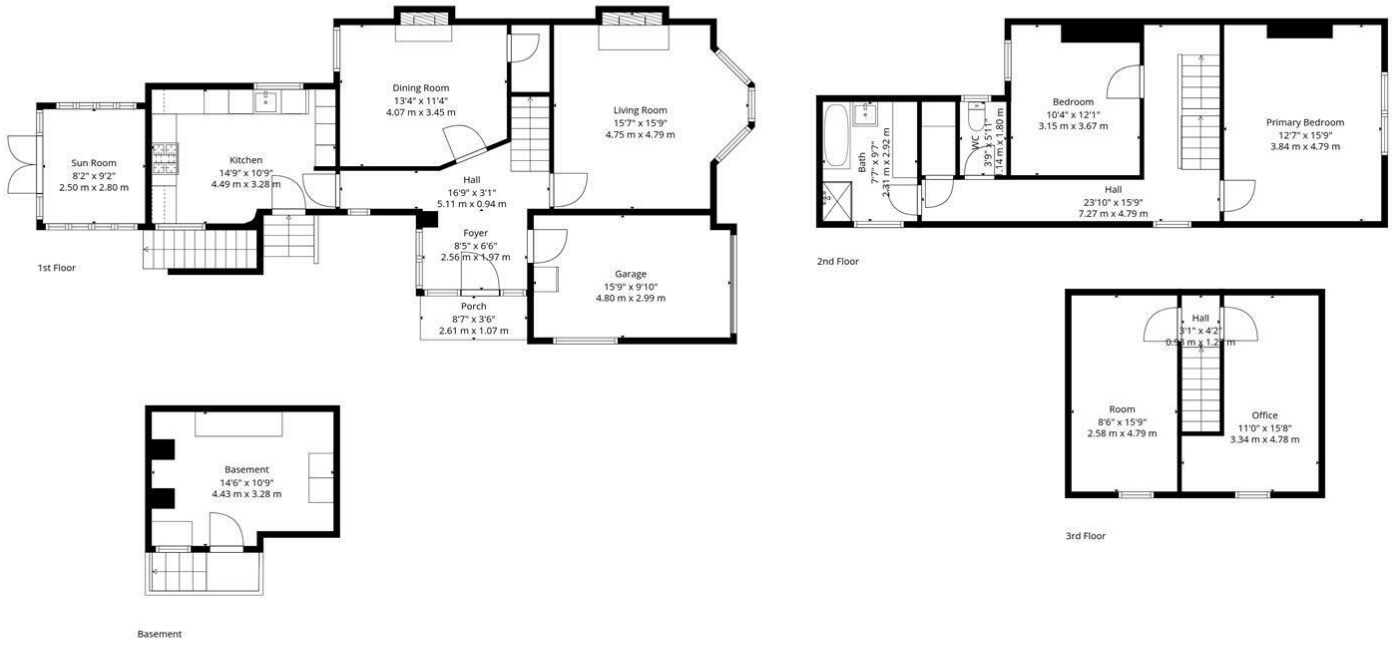 Dining Room
13'4" x 11'4"
4.07 m x 3.45 m
Living Room
15'7" x 15'9"
4.75 m x 4.79 m
Kitchen
14'9" x 10'9"
4.49 m x 3.28 m
Sun Room
8'2" x 9'2"
2.50 m x 2.80 m
Hall
16'9" x 3'1"
5.11 m x 0.94 m
Foyer
8'5" x 6'6"
2.56 m x 1.97 m
Garage
15'9" x 9'10"
4.80 m x 2.99 m
Porch
8'7" x 3'6"
2.61 m x 1.07 m
1st Floor
Bedroom
10'4" x 12'1"
3.15 m x 3.67 m
Primary Bedroom
12'7" x 15'9"
3.84 m x 4.79 m
Bath
7'7" x 9'7"
2.31 m x 2.92 m
WC
3'9" x 5'11"
.14 m x 1.80 m
Hall
23'10" x 15'9"
7.27 m x 4.79 m
2nd Floor
Hall
3'1" x 4'2"
Room
8'6" x 15'9"
2.58 m x 4.79 m
Office
11'0" x 15'8"
3.34 m x 4.78 m
3rd Floor
Basement
14'6" x 10'9"
4.43 m x 3.28 m
Basement